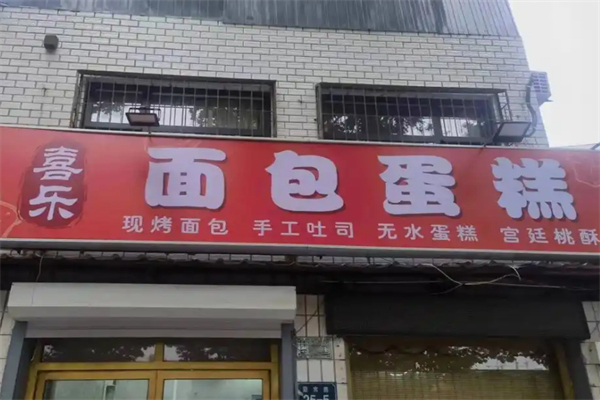 喜乐
面包蛋糕
现烤面包 手工吐司 无水蛋糕 宫廷桃酥